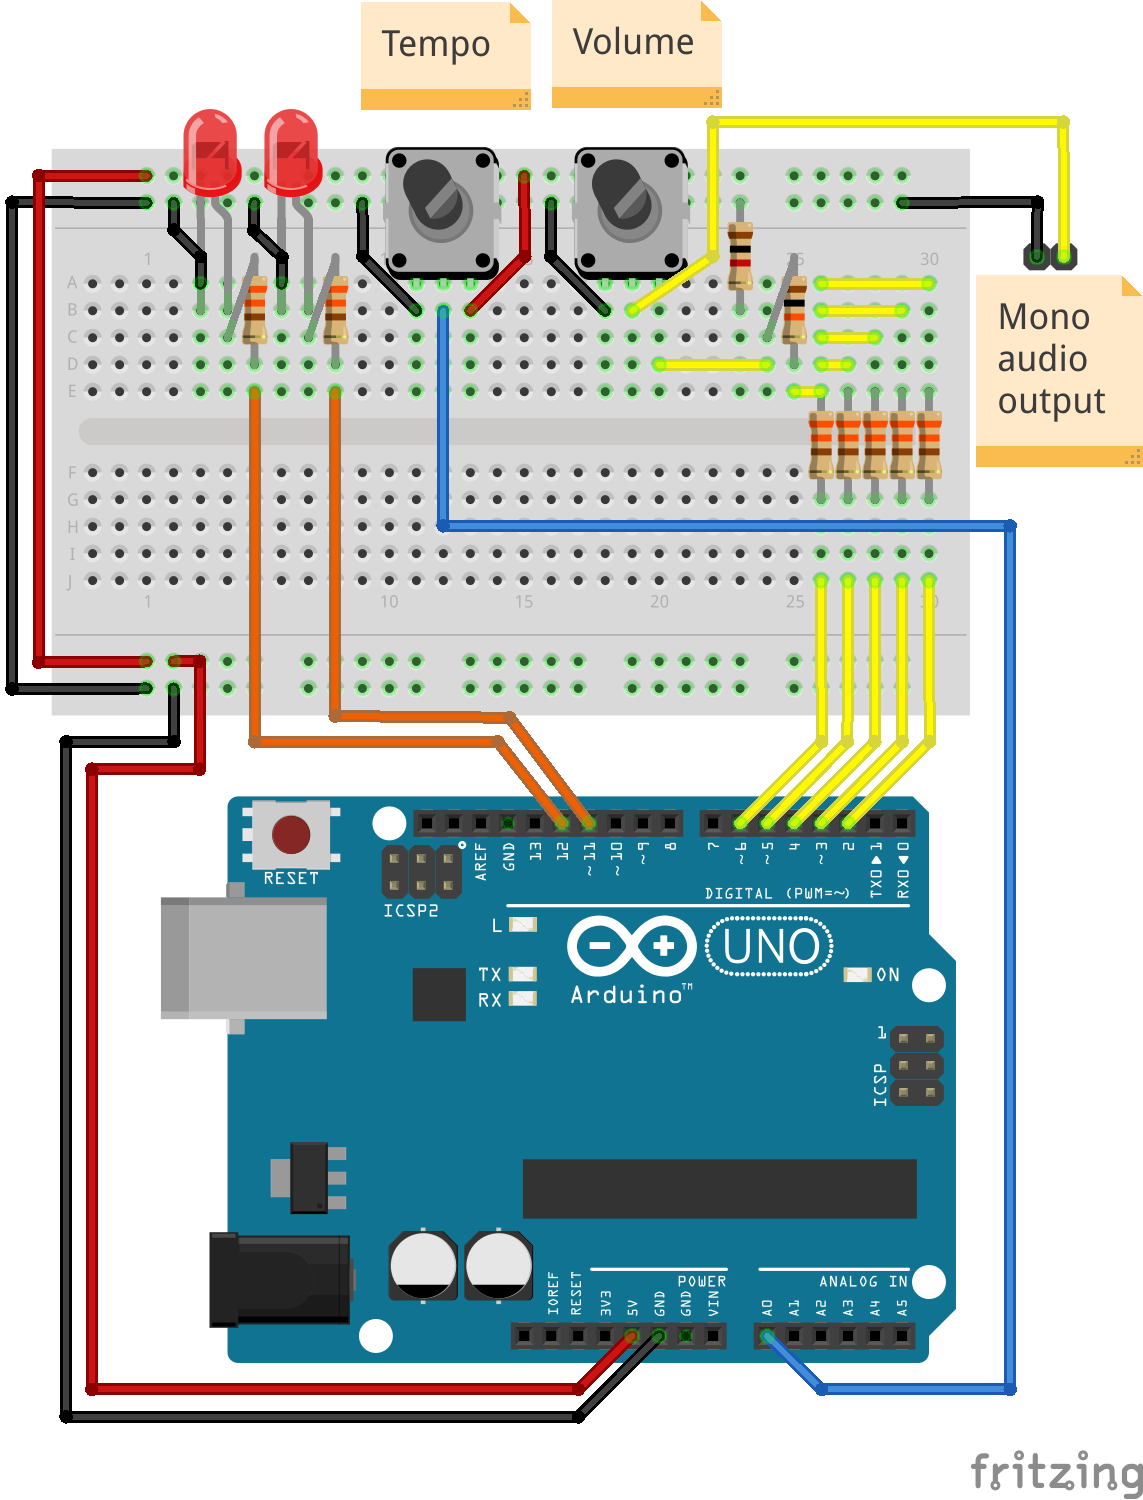 Tempo
Volume
1
30
A
B
C
D
E
Mono
audio
output
F
G
H
I
J
1
10
15
20
25
30
RESET
ICSP2
AREF
GND
13
12
~11
~10
~9
8
7
~6
~5
4
~3
2
TX0▶1
RX0◀0
DIGITAL (PWM=~)
L
TX
RX
UNO
Arduino™
ON
1
ICSP
IOREF
RESET
3V3
5V
GND
GND
VIN
POWER
A0
A1
A2
A3
A4
A5
ANALOG IN
fritzing